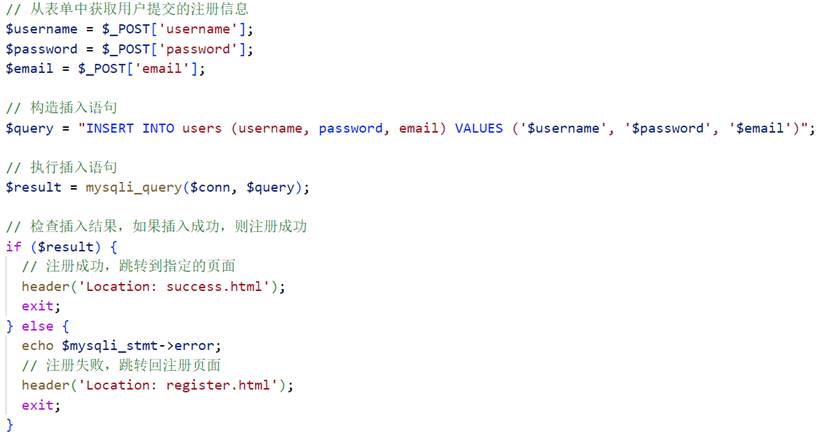 // 从表单中获取用户提交的注册信息
$username = $_POST['username'];
$password = $_POST['password'];
$email = $_POST['email'];
// 构造插入语句
$query = "INSERT INTO users (username, password, email) VALUES ('$username', '$password', '$email')";
// 执行插入语句
$result = mysqli_query($conn, $query);
// 检查插入结果，如果插入成功，则注册成功
if ($result) {
// 注册成功，跳转到指定的页面
header('Location: success.html');
exit;
} else {
echo $mysqli_stmt->error;
// 注册失败，跳转回注册页面
header('Location: register.html');
exit;
}